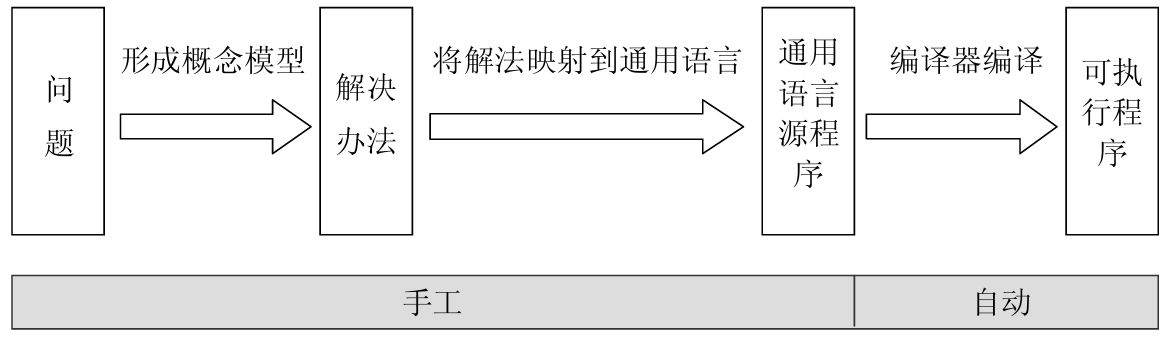 问
题
形成概念模型
解决
办法
将解法映射到通用语言
通用
语言
源程
序
编译器编译
可执
行程
序
手工
自动